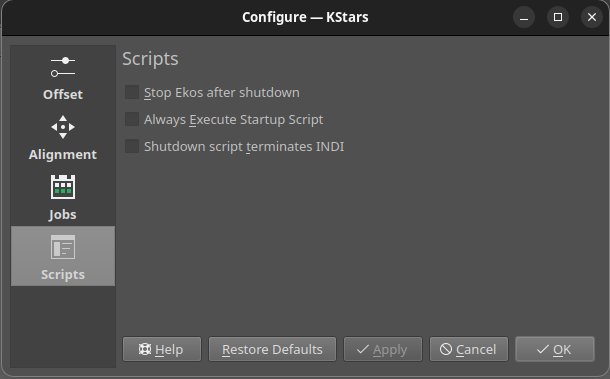 Configure — KStars
Offset
Alignment
Jobs
Scripts
Scripts
Stop Ekos after shutdown
Always Execute Startup Script
Shutdown script terminates INDI
Help
Restore Defaults
Apply
Cancel
OK